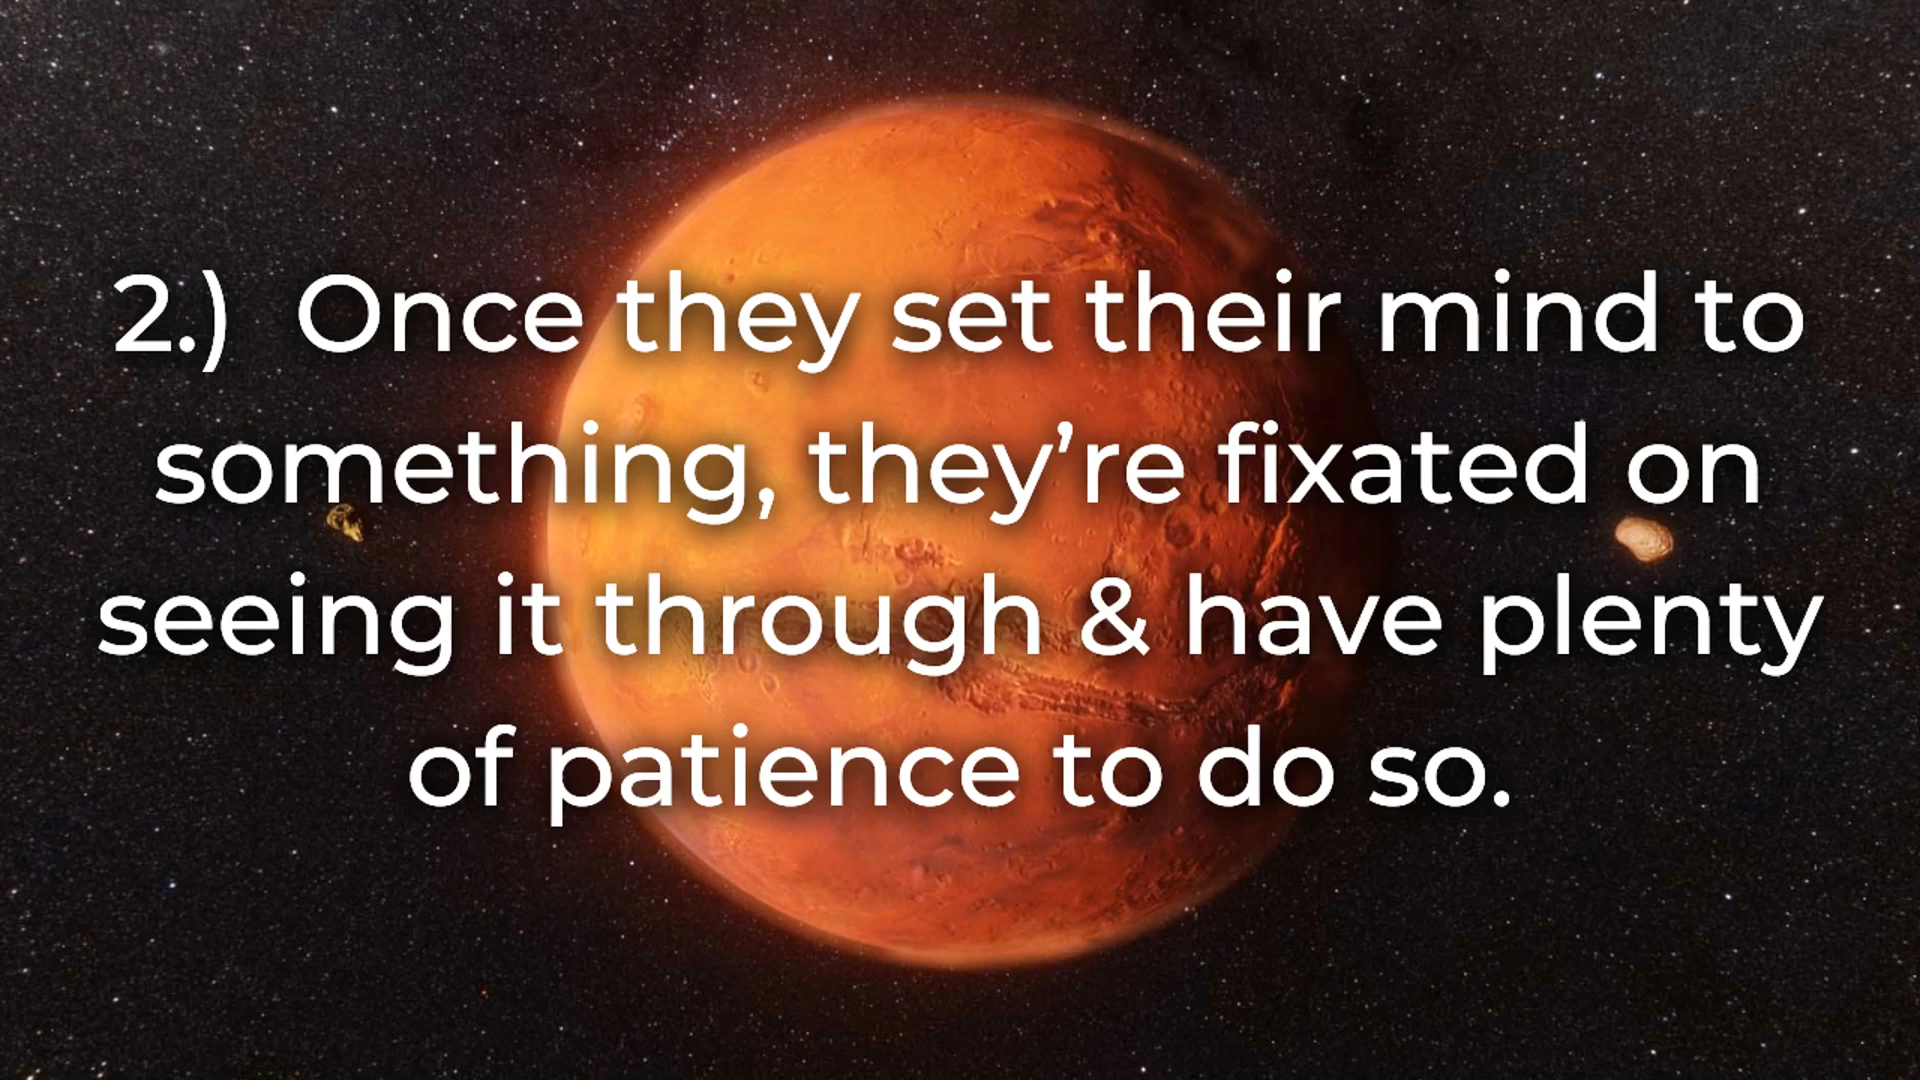 2.) Once they set their mind to
something, they’re fixated on
seeing it through & have plenty
of patience to do so.